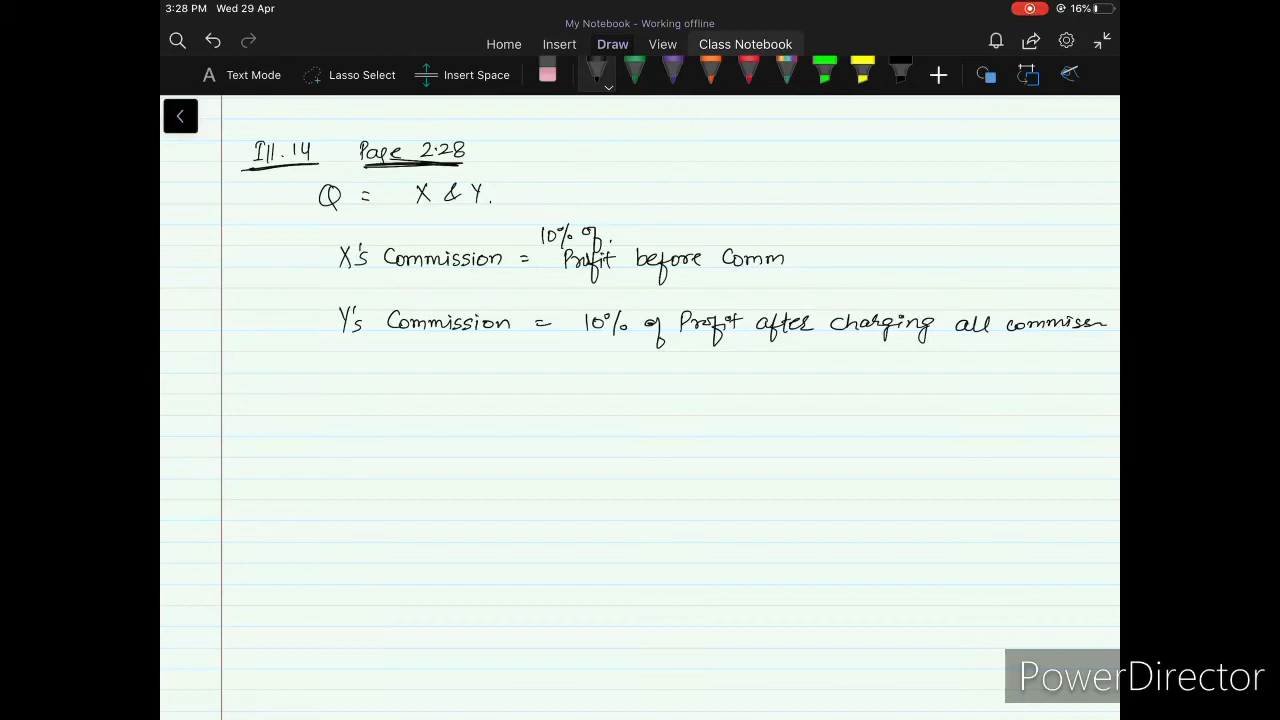 3:28 PM Wed 29 Apr
16%
My Notebook - Working offline
Home Insert Draw View Class Notebook
A Text Mode Lasso Select Insert Space
Ill. 14 Page 2.28
Q = X & Y.
10% of.
X's Commission = Profit before Comm
Y's Commission = 10% of Profit after charging all commissn
PowerDirector